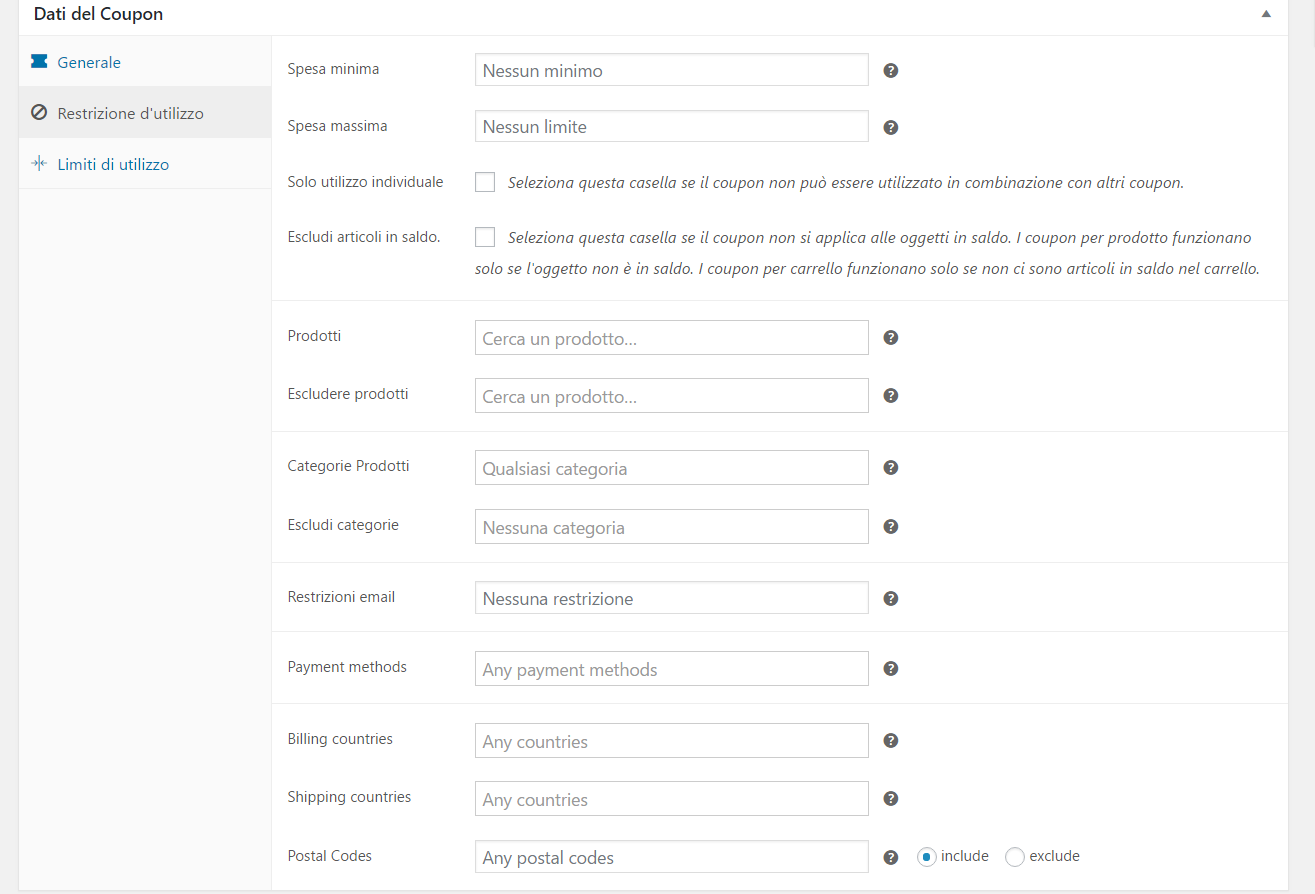 Dati del Coupon
Generale
Restrizione d'utilizzo
Limiti di utilizzo
Spesa minima
Nessun minimo
Spesa massima
Nessun limite
Solo utilizzo individuale
Seleziona questa casella se il coupon non può essere utilizzato in combinazione con altri coupon.
Escludi articoli in saldo.
Seleziona questa casella se il coupon non si applica alle oggetti in saldo. I coupon per prodotto funzionano
solo se l'oggetto non è in saldo. I coupon per carrello funzionano solo se non ci sono articoli in saldo nel carrello.
Prodotti
Cerca un prodotto...
Escludere prodotti
Cerca un prodotto...
Categorie Prodotti
Qualsiasi categoria
Escludi categorie
Nessuna categoria
Restrizioni email
Nessuna restrizione
Payment methods
Any payment methods
Billing countries
Any countries
Shipping countries
Any countries
Postal Codes
Any postal codes
include
exclude